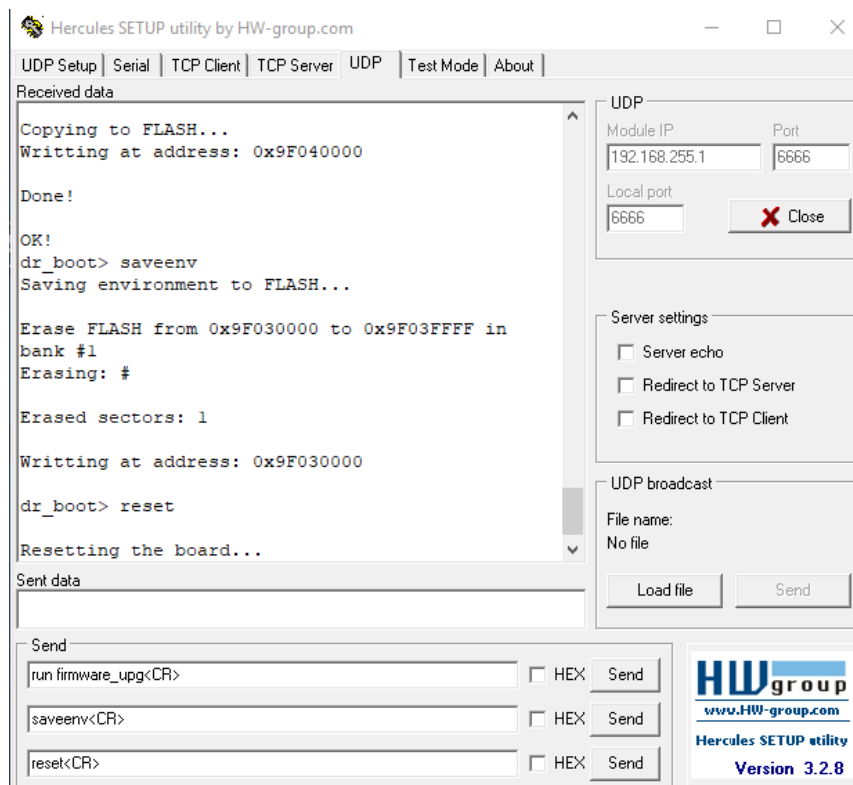 Hercules SETUP utility by HW-group.com
UDP Setup Serial TCP Client TCP Server UDP Test Mode About
Received data
Copying to FLASH...
Writting at address: 0x9F040000
Done!
OK!
dr_boot> saveenv
Saving environment to FLASH...
Erase FLASH from 0x9F030000 to 0x9F03FFFF in
bank #1
Erasing: #
Erased sectors: 1
Writting at address: 0x9F030000
dr_boot> reset
Resetting the board...
Sent data
Send
run firmware_upg<CR> HEX Send
saveenv<CR> HEX Send
reset<CR> HEX Send
UDP
Module IP Port
192.168.255.1 6666
Local port
6666 Close
Server settings
Server echo
Redirect to TCP Server
Redirect to TCP Client
UDP broadcast
File name:
No file
Load file Send
HW group
www.HW-group.com
Hercules SETUP utility
Version 3.2.8